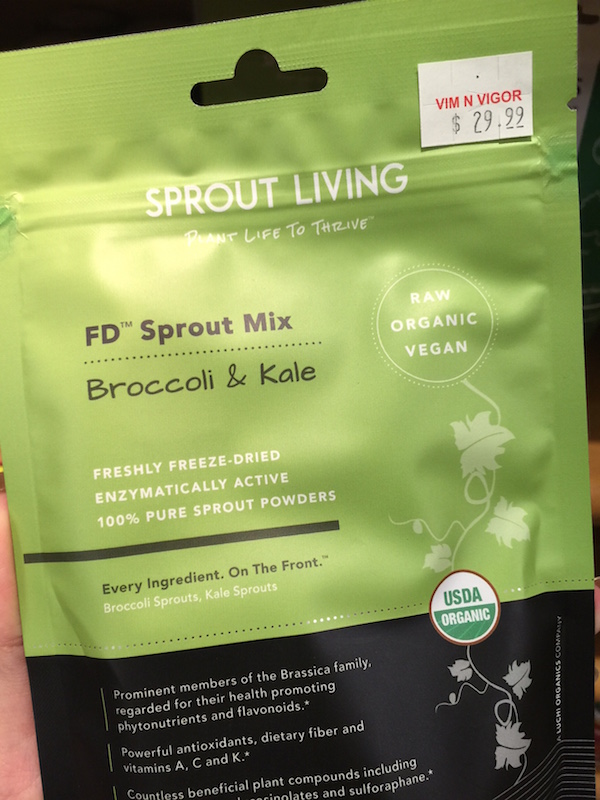 VIM N VIGOR
$ 29.99
SPROUT LIVING
PLANT LIFE TO THRIVE™
FD™ Sprout Mix
Broccoli & Kale
RAW
ORGANIC
VEGAN
FRESHLY FREEZE-DRIED
ENZYMATICALLY ACTIVE
100% PURE SPROUT POWDERS
Every Ingredient. On The Front.™
Broccoli Sprouts, Kale Sprouts
USDA
ORGANIC
Prominent members of the Brassica family,
regarded for their health promoting
phytonutrients and flavonoids.*
Powerful antioxidants, dietary fiber and
vitamins A, C and K.*
Countless beneficial plant compounds including
and sulforaphane.*
A LUCHI ORGANICS COMPANY